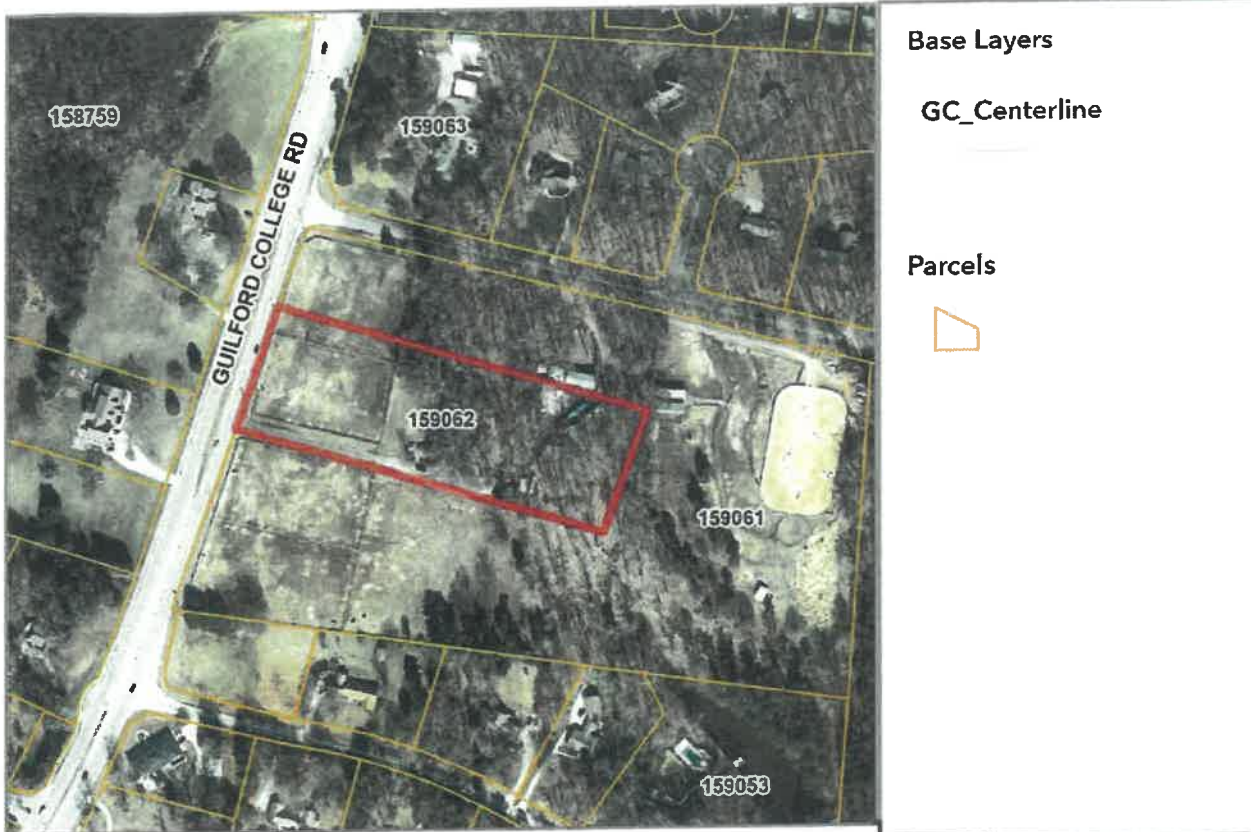 158759
159063
GUILFORD COLLEGE RD
159062
159061
159053
Base Layers
GC_Centerline
Parcels